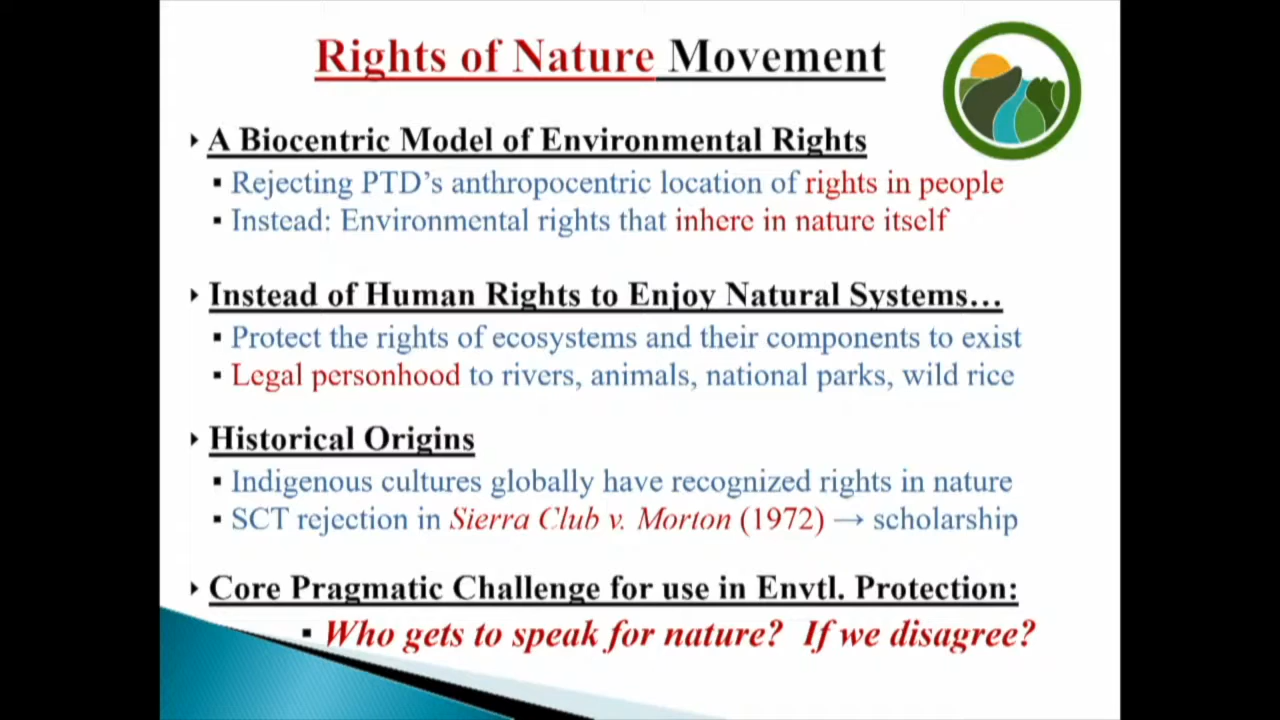 Rights of Nature Movement
A Biocentric Model of Environmental Rights
Rejecting PTD's anthropocentric location of rights in people
Instead: Environmental rights that inhere in nature itself
Instead of Human Rights to Enjoy Natural Systems…
Protect the rights of ecosystems and their components to exist
Legal personhood to rivers, animals, national parks, wild rice
Historical Origins
Indigenous cultures globally have recognized rights in nature
SCT rejection in Sierra Club v. Morton (1972) → scholarship
Core Pragmatic Challenge for use in Envtl. Protection:
Who gets to speak for nature? If we disagree?